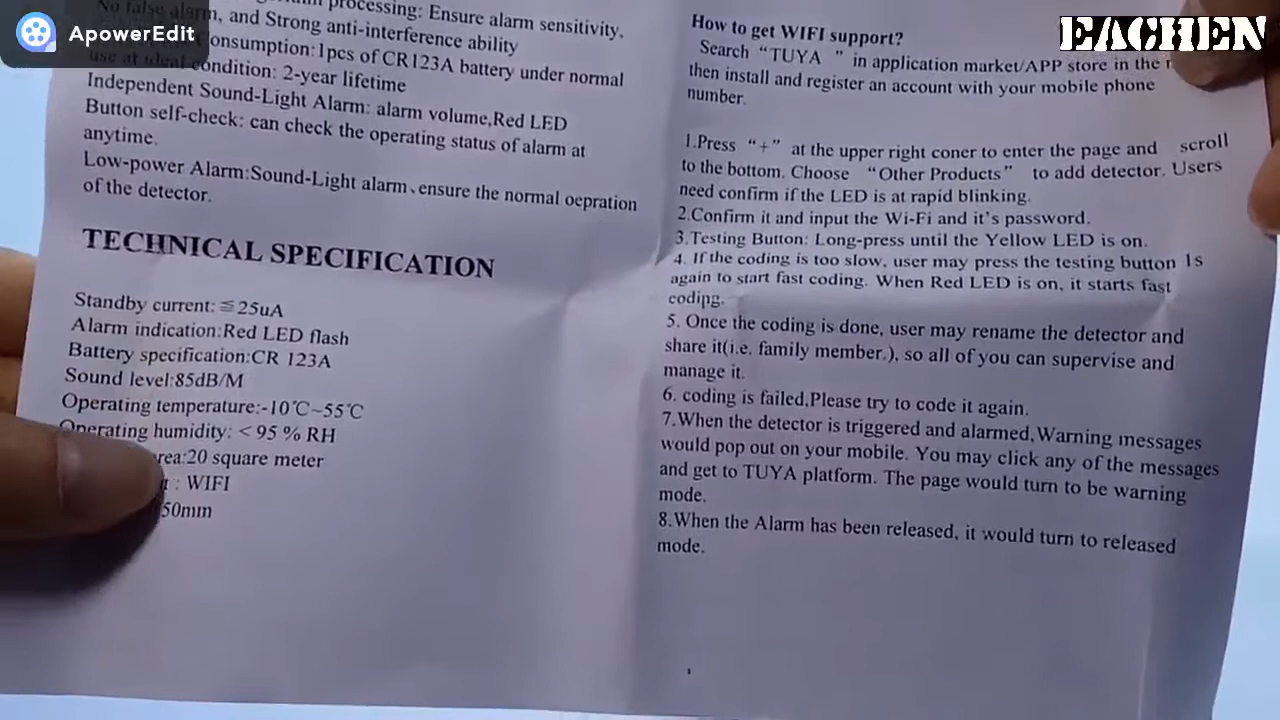 ApowerEdit
EACHEN
processing: Ensure alarm sensitivity,
No false alarm, and Strong anti-interference ability
onsumption:1pcs of CR123A battery under normal
use at ideal condition: 2-year lifetime
Independent Sound-Light Alarm: alarm volume,Red LED
Button self-check: can check the operating status of alarm at
anytime.
Low-power Alarm:Sound-Light alarm、ensure the normal oepration
of the detector.
TECHNICAL SPECIFICATION
Standby current: ≦25uA
Alarm indication:Red LED flash
Battery specification:CR 123A
Sound level:85dB/M
Operating temperature:-10℃~55℃
Operating humidity: < 95 % RH
rea:20 square meter
: WIFI
50mm
How to get WIFI support?
Search “TUYA ” in application market/APP store in the
then install and register an account with your mobile phone
number.
1.Press “+” at the upper right coner to enter the page and scroll
to the bottom. Choose “Other Products” to add detector. Users
need confirm if the LED is at rapid blinking.
2.Confirm it and input the Wi-Fi and it's password.
3.Testing Button: Long-press until the Yellow LED is on.
4. If the coding is too slow, user may press the testing button 1s
again to start fast coding. When Red LED is on, it starts fast
coding.
5. Once the coding is done, user may rename the detector and
share it(i.e. family member.), so all of you can supervise and
manage it.
6. coding is failed.Please try to code it again.
7.When the detector is triggered and alarmed,Warning messages
would pop out on your mobile. You may click any of the messages
and get to TUYA platform. The page would turn to be warning
mode.
8.When the Alarm has been released, it would turn to released
mode.